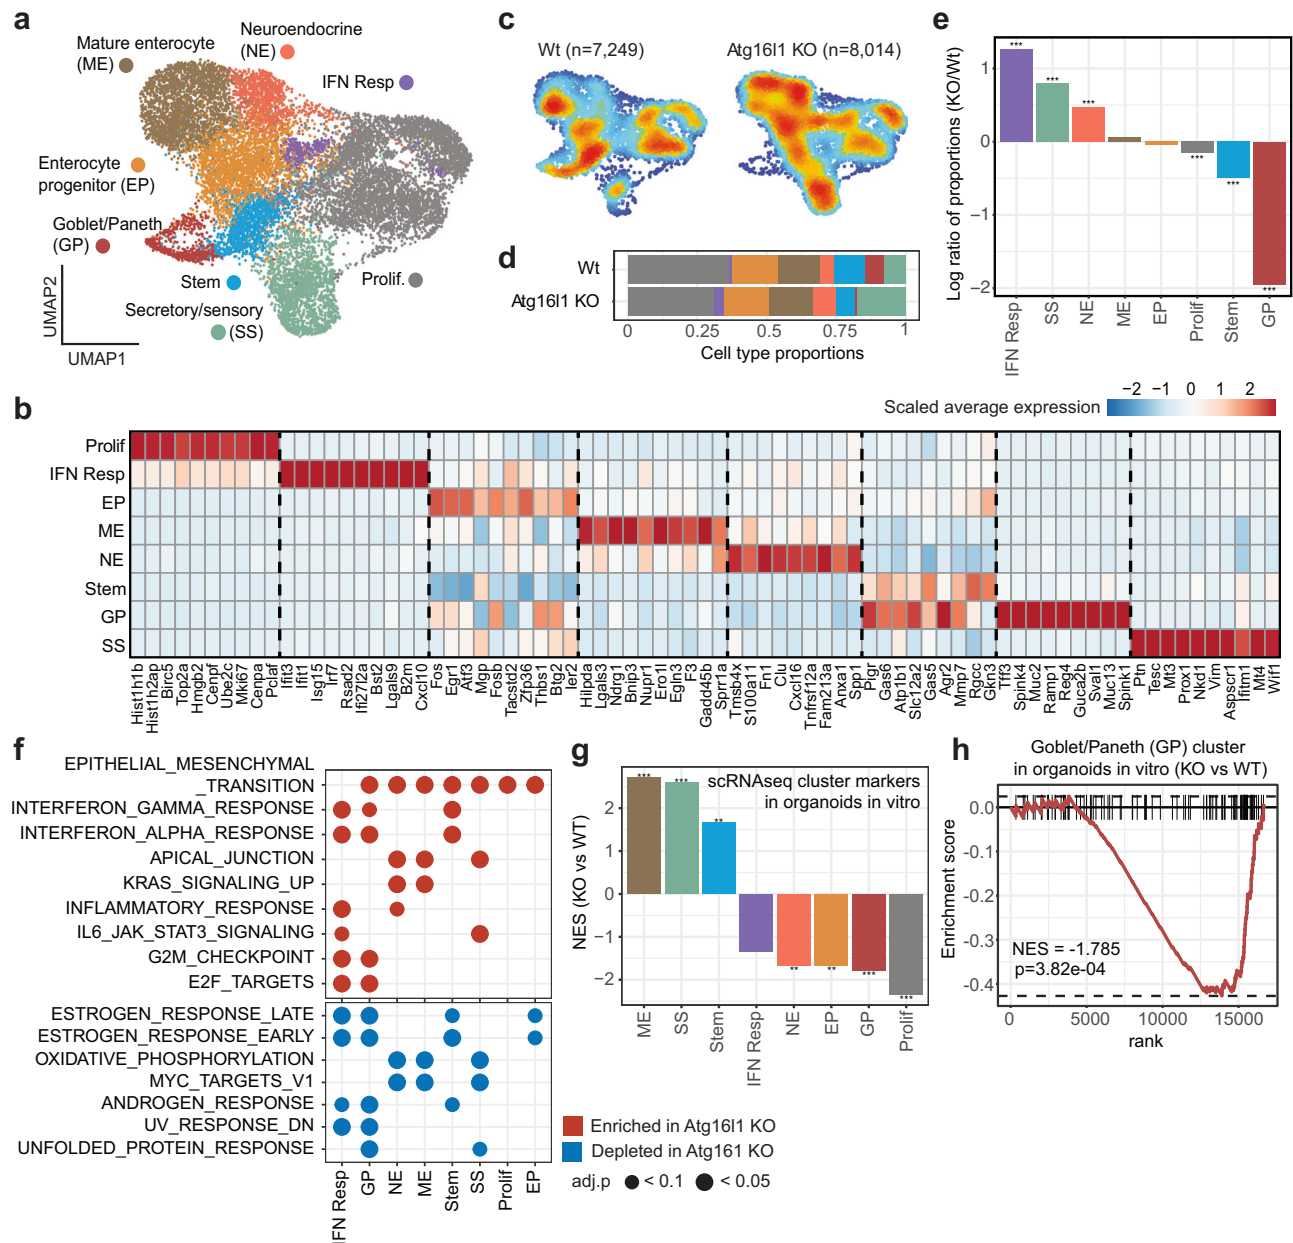 a
Mature enterocyte
(ME)
Neuroendocrine
(NE)
IFN Resp
Enterocyte
progenitor (EP)
Goblet/Paneth
(GP)
Stem
Secretory/sensory
(SS)
Prolif.
UMAP2
UMAP1
c
Wt (n=7,249)
Atg16l1 KO (n=8,014)
d
Wt
Atg16l1 KO
0 0.25 0.5 0.75 1
Cell type proportions
e
Log ratio of proportions (KO/Wt)
1
0
−1
−2
*** *** *** *** *** ***
IFN Resp SS NE ME EP Prolif Stem GP
b
Scaled average expression
−2 −1 0 1 2
Prolif
IFN Resp
EP
ME
NE
Stem
GP
SS
Hist1h1b Hist1h2ap Birc5 Top2a Hmgb2 Cenpf Ube2c Mki67 Cenpa Pclaf Ifit3 Ifit1 Isg15 Irf7 Rsad2 Ifi27l2a Bst2 Lgals9 B2m Cxcl10 Fos Egr1 Atf3 Mgp Fosb Tacstd2 Zfp36 Thbs1 Btg2 Ier2 Hilpda Lgals3 Ndrg1 Bnip3 Nupr1 Ero1l Egln3 F3 Gadd45b Sprr1a Tmsb4x S100a11 Fn1 Clu Cxcl16 Tnfrsf12a Fam213a Anxa1 Spp1 Pigr Gas6 Atp1b1 Slc12a2 Gas5 Agr2 Mmp7 Rgcc Gkn3 Tff3 Spink4 Muc2 Ramp1 Reg4 Guca2b Sval1 Muc13 Spink1 Ptn Tesc Mt3 Prox1 Nkd1 Vim Aspscr1 Ifitm1 Mt4 Wif1
f
EPITHELIAL_MESENCHYMAL
_TRANSITION
INTERFERON_GAMMA_RESPONSE
INTERFERON_ALPHA_RESPONSE
APICAL_JUNCTION
KRAS_SIGNALING_UP
INFLAMMATORY_RESPONSE
IL6_JAK_STAT3_SIGNALING
G2M_CHECKPOINT
E2F_TARGETS
ESTROGEN_RESPONSE_LATE
ESTROGEN_RESPONSE_EARLY
OXIDATIVE_PHOSPHORYLATION
MYC_TARGETS_V1
ANDROGEN_RESPONSE
UV_RESPONSE_DN
UNFOLDED_PROTEIN_RESPONSE
IFN Resp GP NE ME Stem SS Prolif EP
Enriched in Atg16l1 KO
Depleted in Atg161 KO
adj.p < 0.1 < 0.05
g
scRNAseq cluster markers
in organoids in vitro
NES (KO vs WT)
2
1
0
−1
−2
*** *** ** ** ** *** ***
ME SS Stem IFN Resp NE EP GP Prolif
h
Goblet/Paneth (GP) cluster
in organoids in vitro (KO vs WT)
Enrichment score
0.0
-0.1
-0.2
-0.3
-0.4
NES = -1.785
p=3.82e-04
0 5000 10000 15000
rank